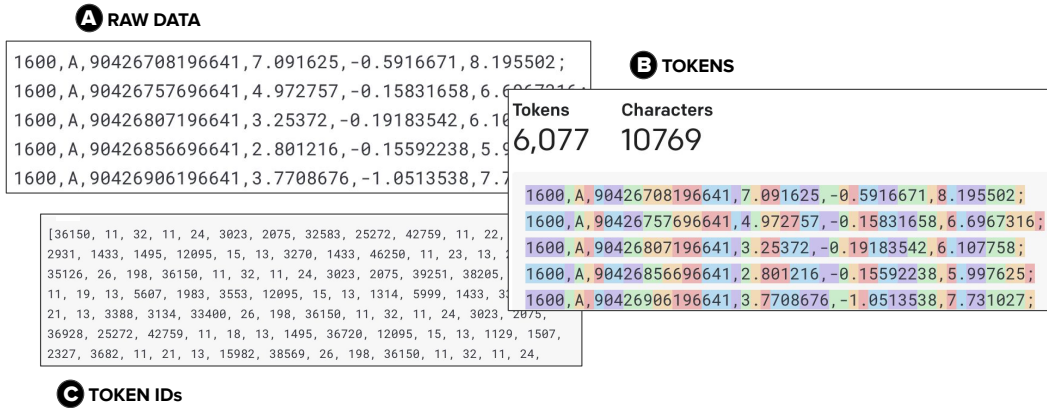 A RAW DATA
1600,A,90426708196641,7.091625,-0.5916671,8.195502;
1600,A,90426757696641,4.972757,-0.15831658,6.6967316;
1600,A,90426807196641,3.25372,-0.19183542,6.10
1600,A,90426856696641,2.801216,-0.15592238,5.9
1600,A,90426906196641,3.7708676,-1.0513538,7.7
B TOKENS
Tokens Characters
6,077 10769
1600,A,90426708196641,7.091625,-0.5916671,8.195502;
1600,A,90426757696641,4.972757,-0.15831658,6.6967316;
1600,A,90426807196641,3.25372,-0.19183542,6.107758;
1600,A,90426856696641,2.801216,-0.15592238,5.997625;
1600,A,90426906196641,3.7708676,-1.0513538,7.731027;
[36150, 11, 32, 11, 24, 3023, 2075, 32583, 25272, 42759, 11, 22,
2931, 1433, 1495, 12095, 15, 13, 3270, 1433, 46250, 11, 23, 13,
35126, 26, 198, 36150, 11, 32, 11, 24, 3023, 2075, 39251, 38205,
11, 19, 13, 5607, 1983, 3553, 12095, 15, 13, 1314, 5999, 1433,
21, 13, 3388, 3134, 33400, 26, 198, 36150, 11, 32, 11, 24, 3023, 2075,
36928, 25272, 42759, 11, 18, 13, 1495, 36720, 12095, 15, 13, 1129, 1507,
2327, 3682, 11, 21, 13, 15982, 38569, 26, 198, 36150, 11, 32, 11, 24,
C TOKEN IDs